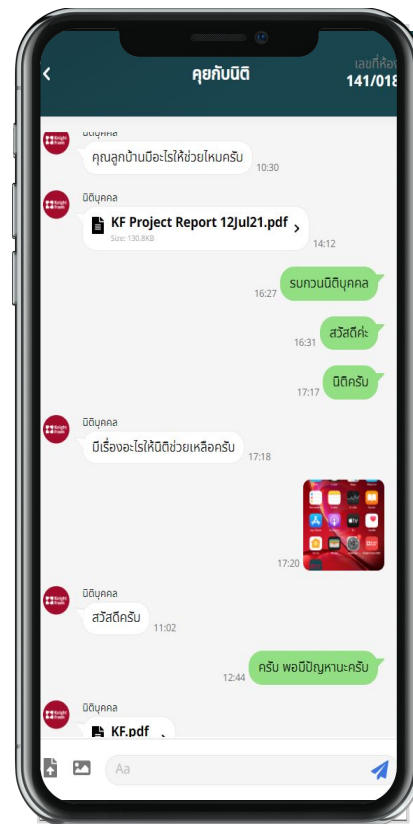 คุยกับนิติ
เลขที่ห้อง
141/018
นิติบุคคล
คุณลูกบ้านมีอะไรให้ช่วยไหมครับ
10:30
นิติบุคคล
KF Project Report 12Jul21.pdf
Size: 130.8KB
14:12
รบกวนนิติบุคคล
16:27
สวัสดีค่ะ
16:31
นิติครับ
17:17
นิติบุคคล
มีเรื่องอะไรให้นิติช่วยเหลือครับ
17:18
17:20
นิติบุคคล
สวัสดีครับ
11:02
ครับ พอมีปัญหานะครับ
12:44
นิติบุคคล
KF.pdf
Aa